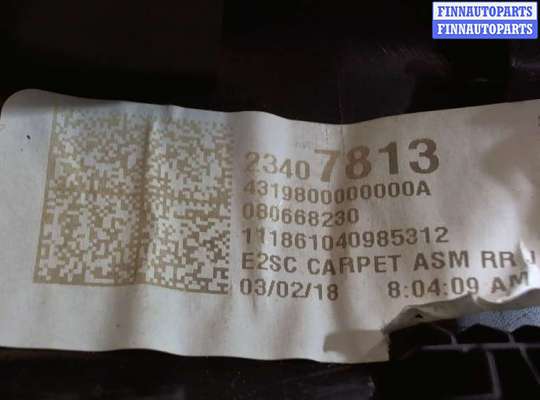 FINNAUTOPARTS
FINNAUTOPARTS
23407813
4319800000000A
080668230
111861040985312
E2SC CARPET ASM RR
03/02/18 8:04:09 AM